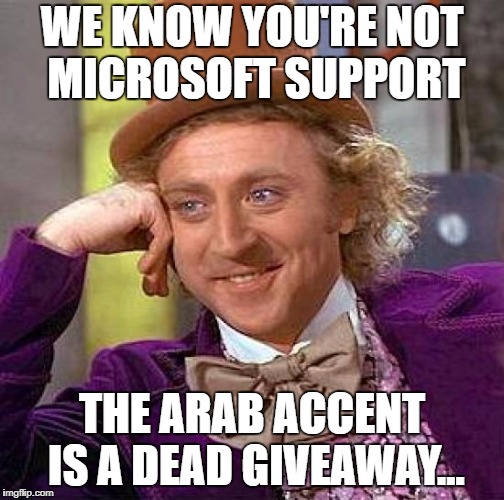 WE KNOW YOU'RE NOT
MICROSOFT SUPPORT
THE ARAB ACCENT
IS A DEAD GIVEAWAY...
imgflip.com